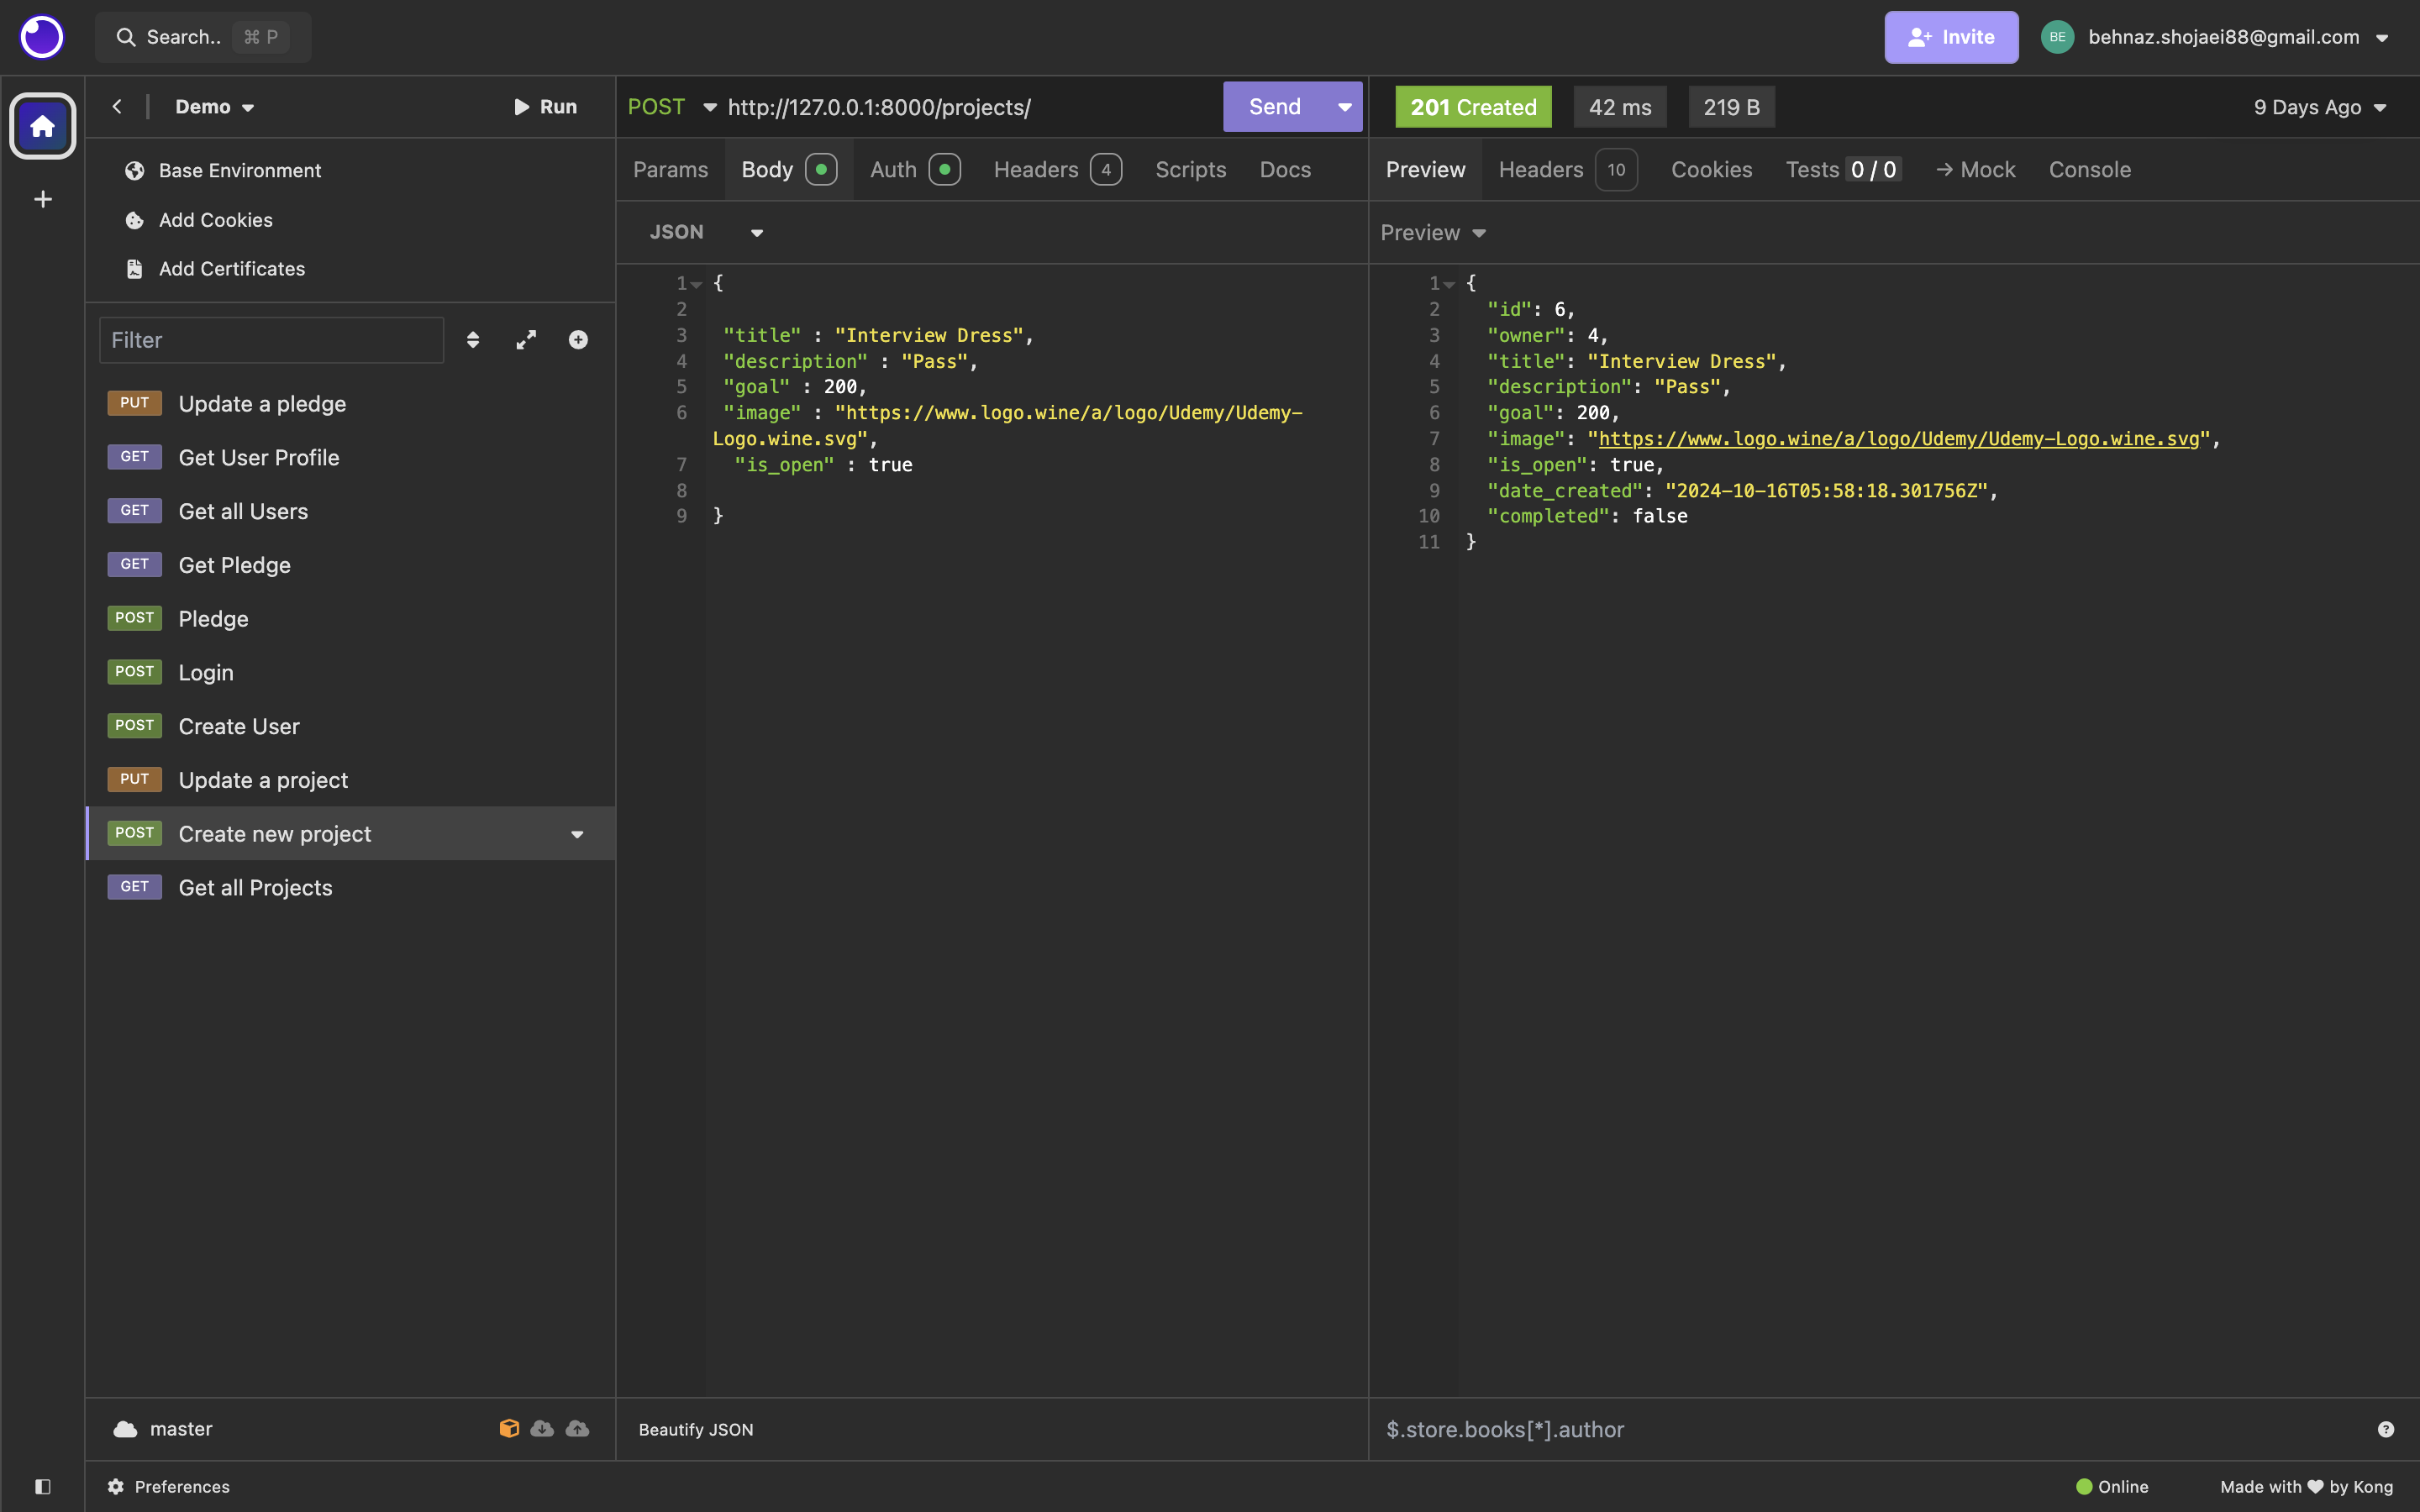 Search.. ⌘ P
Invite
BE behnaz.shojaei88@gmail.com
Demo
Run
Base Environment
Add Cookies
Add Certificates
Filter
PUT Update a pledge
GET Get User Profile
GET Get all Users
GET Get Pledge
POST Pledge
POST Login
POST Create User
PUT Update a project
POST Create new project
GET Get all Projects
master
POST http://127.0.0.1:8000/projects/ Send
Params Body Auth Headers 4 Scripts Docs
JSON
1 {
2
3 "title" : "Interview Dress",
4 "description" : "Pass",
5 "goal" : 200,
6 "image" : "https://www.logo.wine/a/logo/Udemy/Udemy-
Logo.wine.svg",
7 "is_open" : true
8
9 }
Beautify JSON
201 Created 42 ms 219 B 9 Days Ago
Preview Headers 10 Cookies Tests 0 / 0 → Mock Console
Preview
1 {
2 "id": 6,
3 "owner": 4,
4 "title": "Interview Dress",
5 "description": "Pass",
6 "goal": 200,
7 "image": "https://www.logo.wine/a/logo/Udemy/Udemy-Logo.wine.svg",
8 "is_open": true,
9 "date_created": "2024-10-16T05:58:18.301756Z",
10 "completed": false
11 }
$.store.books[*].author ?
Preferences
Online
Made with ♥ by Kong